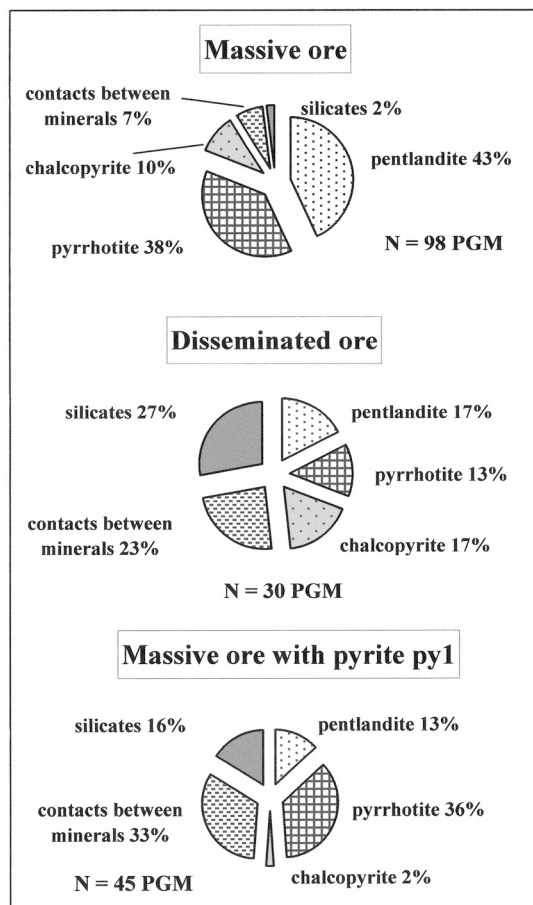 Massive ore
contacts between
minerals 7%
silicates 2%
pentlandite 43%
chalcopyrite 10%
pyrrhotite 38%
N = 98 PGM
Disseminated ore
silicates 27%
pentlandite 17%
pyrrhotite 13%
contacts between
minerals 23%
chalcopyrite 17%
N = 30 PGM
Massive ore with pyrite py1
silicates 16%
pentlandite 13%
contacts between
minerals 33%
pyrrhotite 36%
chalcopyrite 2%
N = 45 PGM